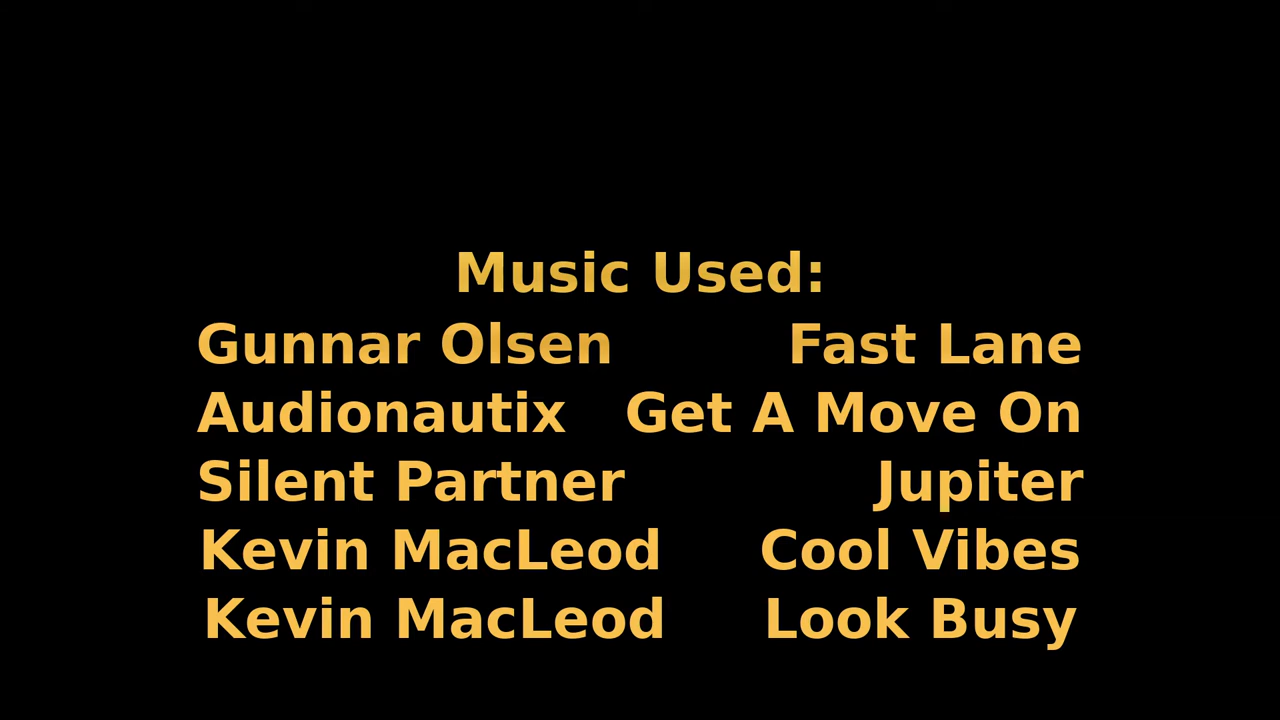 Music Used:
Gunnar Olsen Fast Lane
Audionautix Get A Move On
Silent Partner Jupiter
Kevin MacLeod Cool Vibes
Kevin MacLeod Look Busy